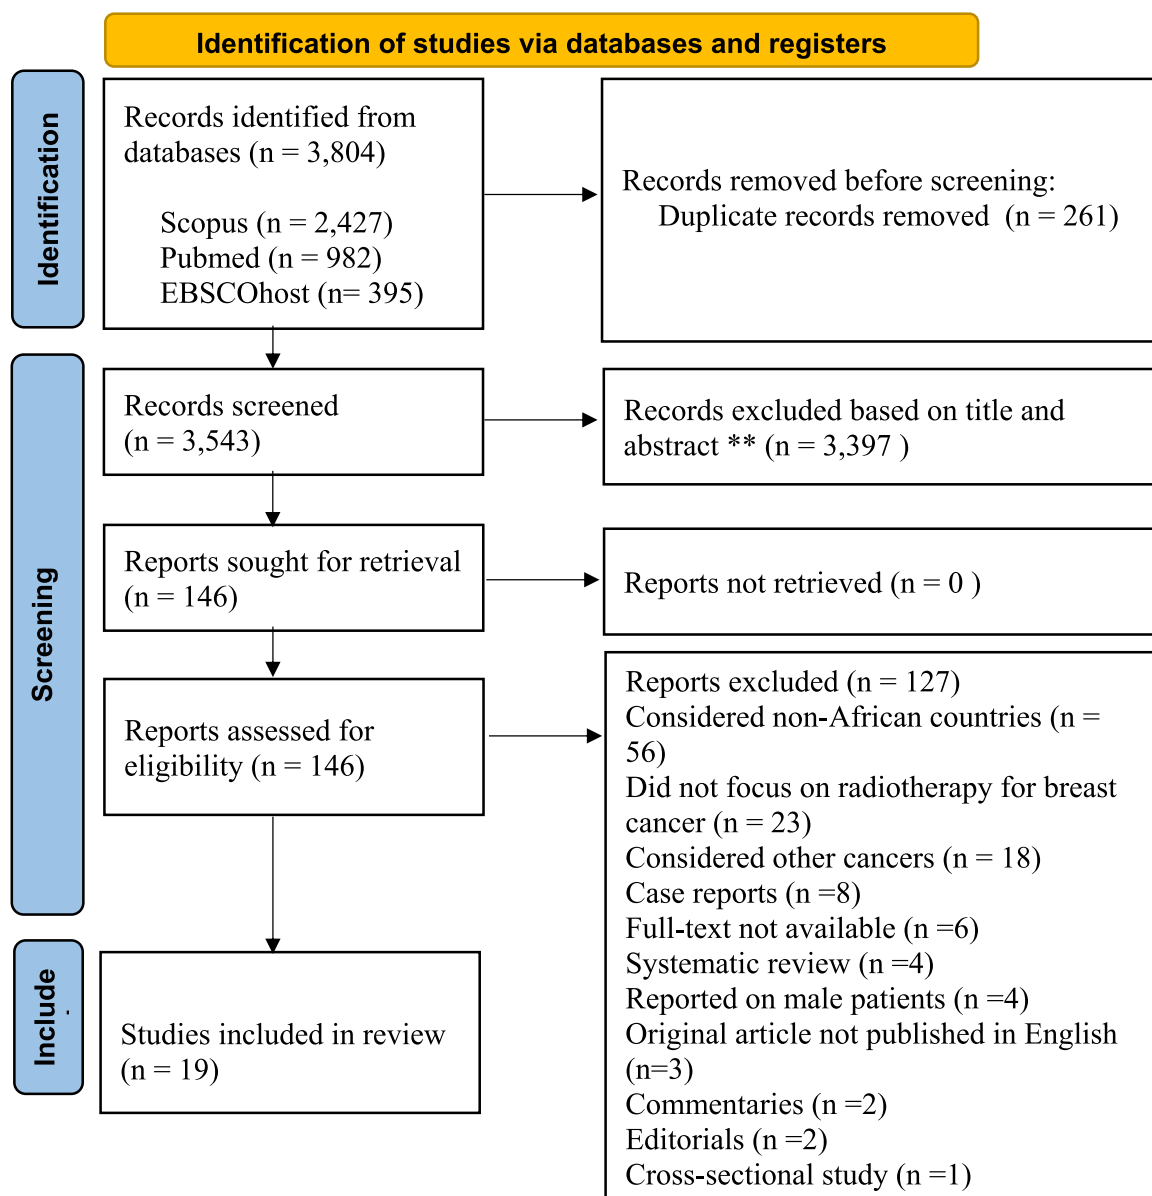 Identification of studies via databases and registers
Identification
Records identified from
databases (n = 3,804)
Scopus (n = 2,427)
Pubmed (n = 982)
EBSCOhost (n= 395)
Records removed before screening:
Duplicate records removed (n = 261)
Screening
Records screened
(n = 3,543)
Records excluded based on title and
abstract ** (n = 3,397 )
Reports sought for retrieval
(n = 146)
Reports not retrieved (n = 0 )
Reports assessed for
eligibility (n = 146)
Reports excluded (n = 127)
Considered non-African countries (n =
56)
Did not focus on radiotherapy for breast
cancer (n = 23)
Considered other cancers (n = 18)
Case reports (n =8)
Full-text not available (n =6)
Systematic review (n =4)
Reported on male patients (n =4)
Original article not published in English
(n=3)
Commentaries (n =2)
Editorials (n =2)
Cross-sectional study (n =1)
Include
Studies included in review
(n = 19)